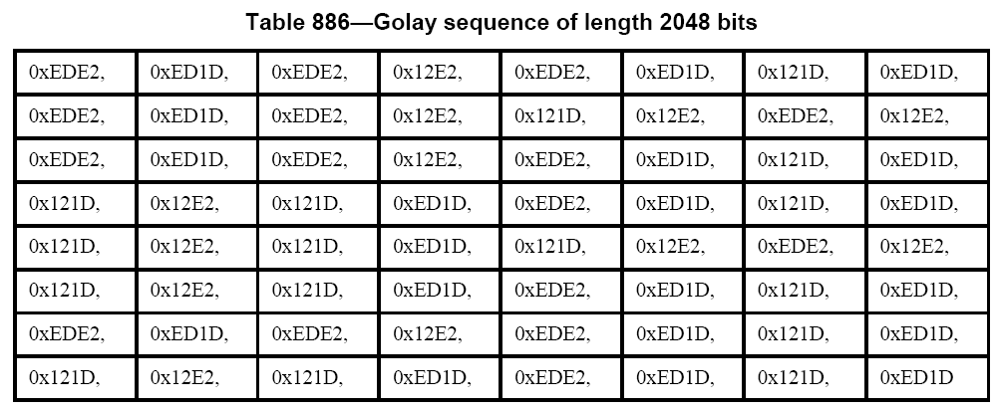 Table 886—Golay sequence of length 2048 bits
0xEDE2, 0xED1D, 0xEDE2, 0x12E2, 0xEDE2, 0xED1D, 0x121D, 0xED1D,
0xEDE2, 0xED1D, 0xEDE2, 0x12E2, 0x121D, 0x12E2, 0xEDE2, 0x12E2,
0xEDE2, 0xED1D, 0xEDE2, 0x12E2, 0xEDE2, 0xED1D, 0x121D, 0xED1D,
0x121D, 0x12E2, 0x121D, 0xED1D, 0xEDE2, 0xED1D, 0x121D, 0xED1D,
0x121D, 0x12E2, 0x121D, 0xED1D, 0x121D, 0x12E2, 0xEDE2, 0x12E2,
0x121D, 0x12E2, 0x121D, 0xED1D, 0xEDE2, 0xED1D, 0x121D, 0xED1D,
0xEDE2, 0xED1D, 0xEDE2, 0x12E2, 0xEDE2, 0xED1D, 0x121D, 0xED1D,
0x121D, 0x12E2, 0x121D, 0xED1D, 0xEDE2, 0xED1D, 0x121D, 0xED1D